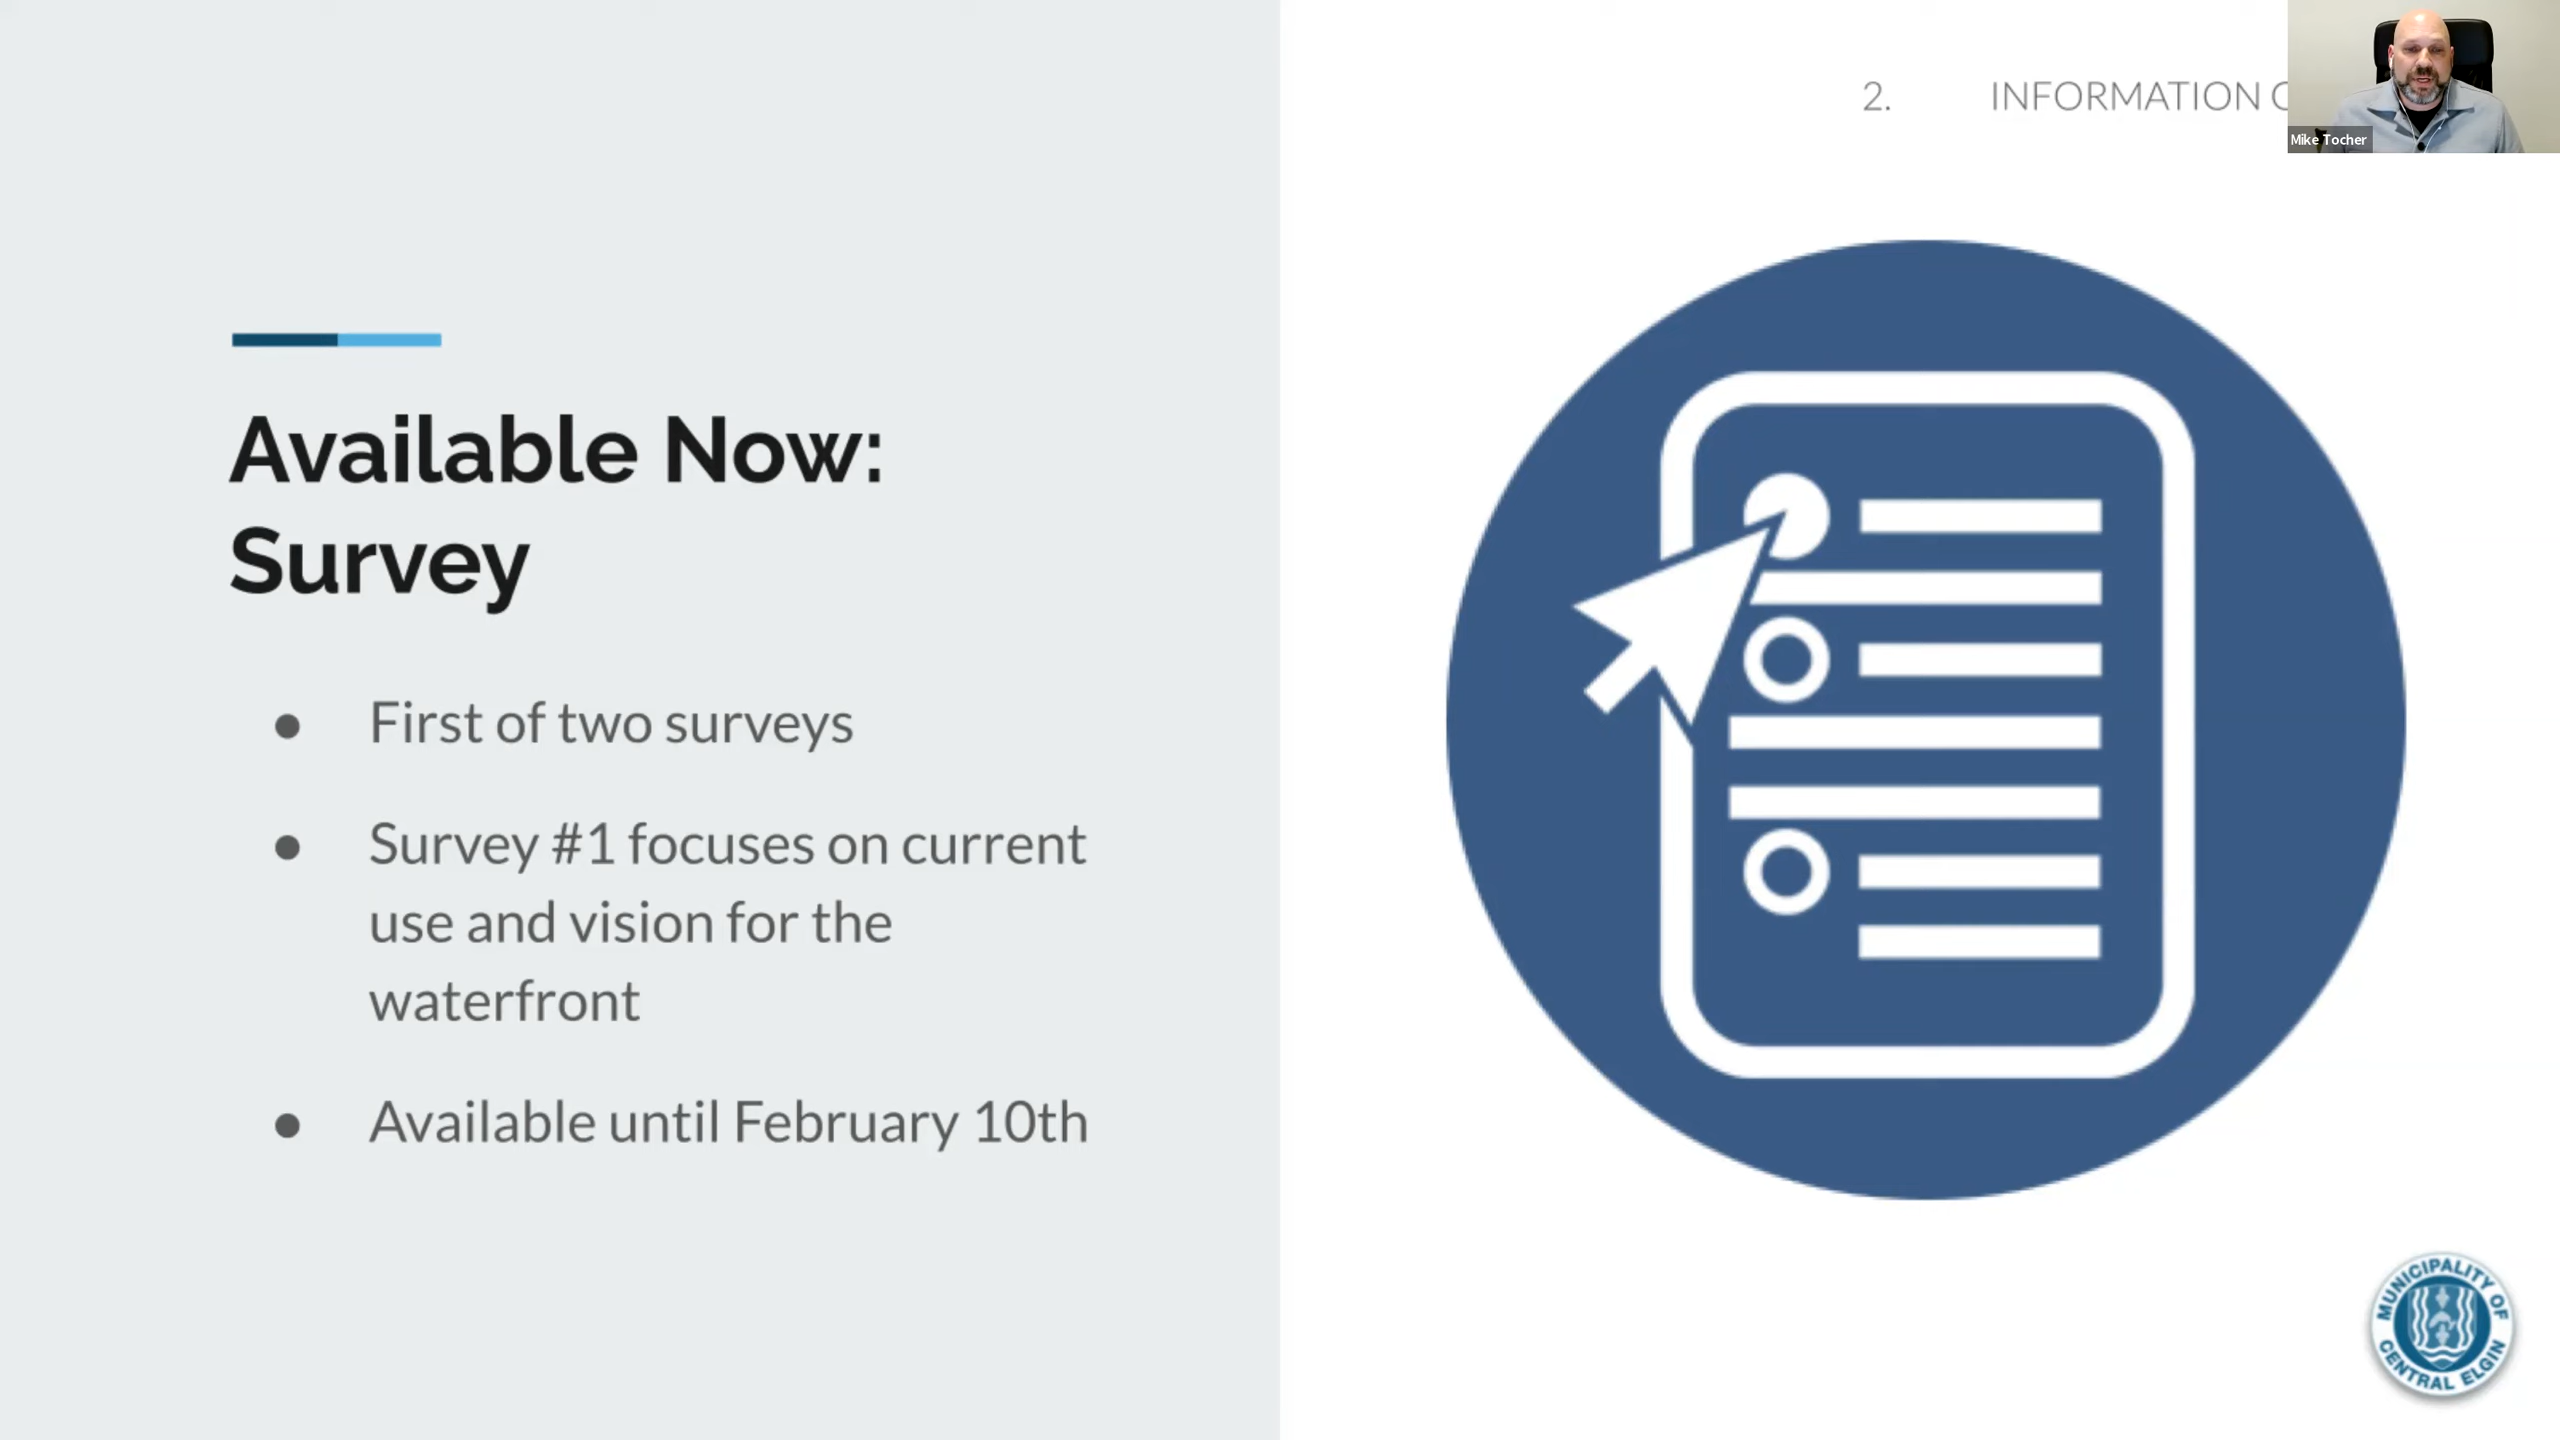 2. INFORMATION
Mike Tocher
Available Now:
Survey
● First of two surveys
● Survey #1 focuses on current
use and vision for the
waterfront
● Available until February 10th
MUNICIPALITY OF
CENTRAL ELGIN